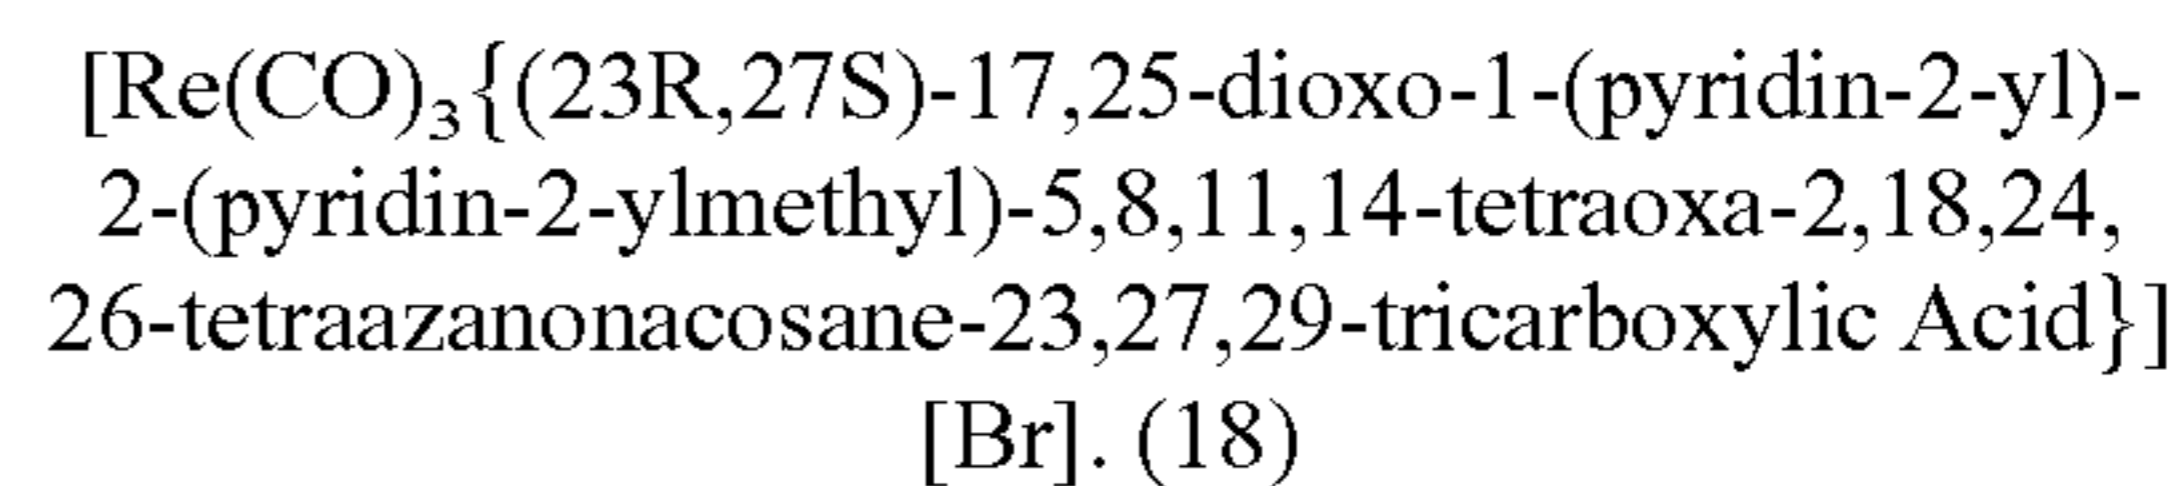 [Re(CO)₃{(23R,27S)-17,25-dioxo-1-(pyridin-2-yl)-
2-(pyridin-2-ylmethyl)-5,8,11,14-tetraoxa-2,18,24,
26-tetraazanonacosane-23,27,29-tricarboxylic Acid}]
[Br]. (18)